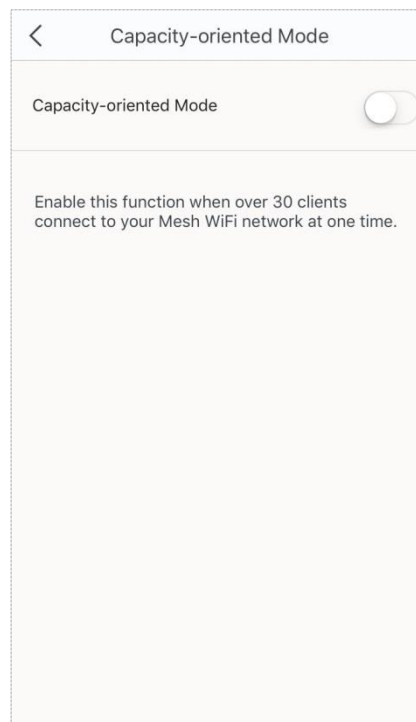 Capacity-oriented Mode
Capacity-oriented Mode
Enable this function when over 30 clients
connect to your Mesh WiFi network at one time.